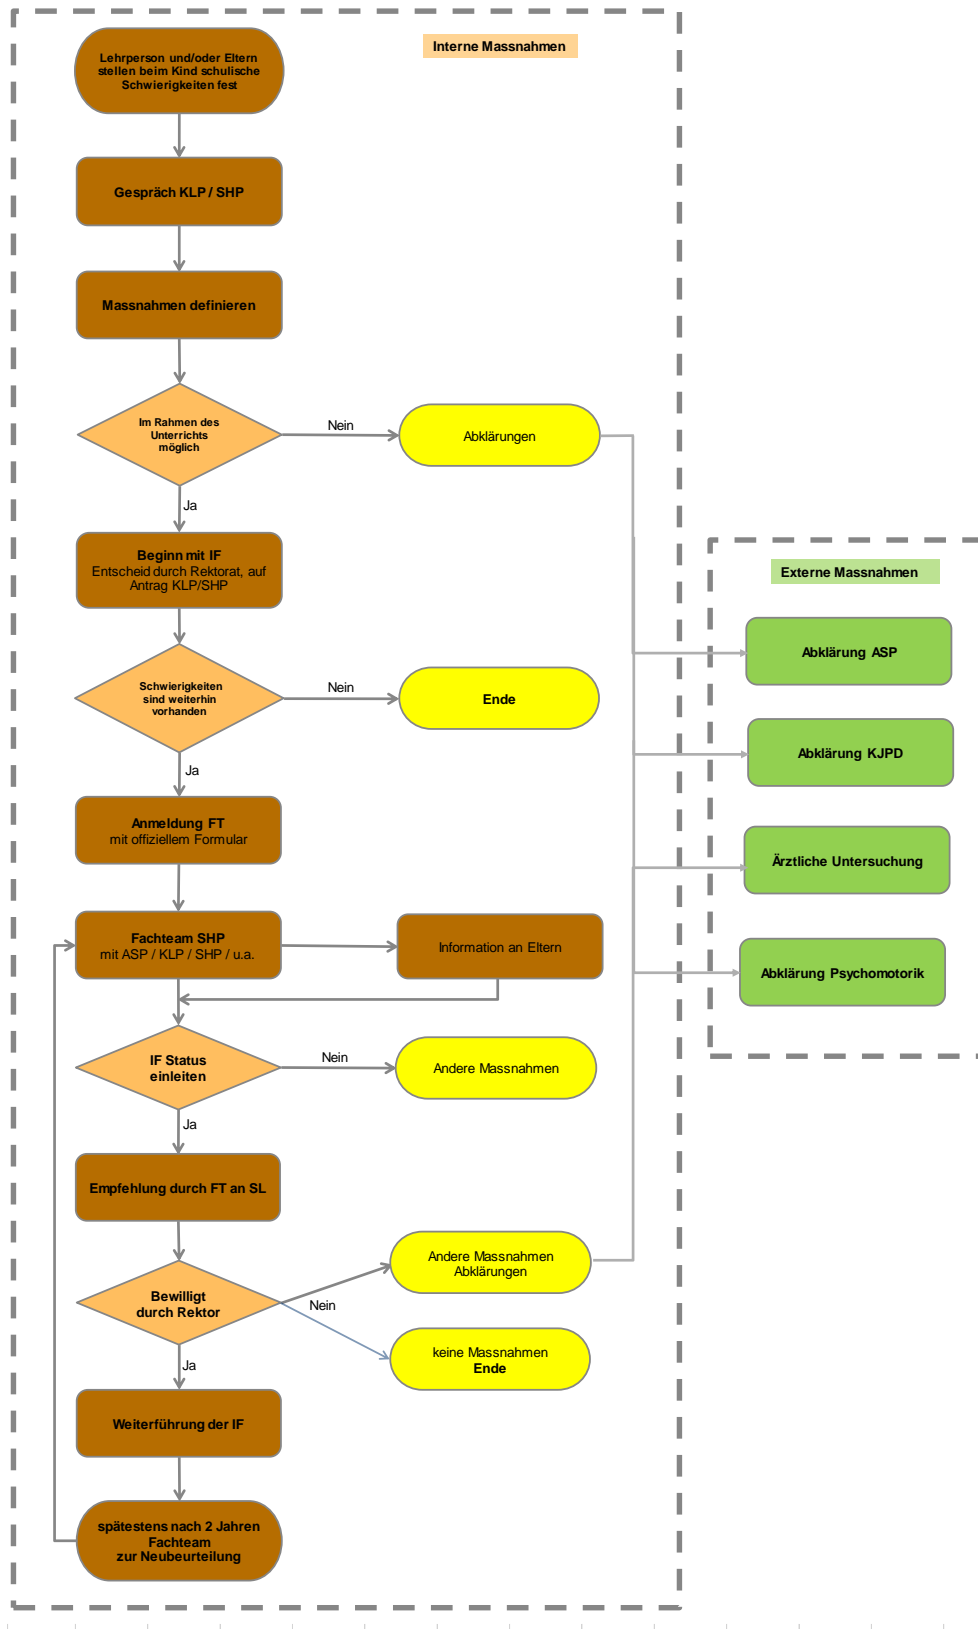 Interne Massnahmen
Lehrperson und/oder Eltern
stellen beim Kind schulische
Schwierigkeiten fest
Gespräch KLP / SHP
Massnahmen definieren
Im Rahmen des
Unterrichts
möglich
Nein
Abklärungen
Ja
Beginn mit IF
Entscheid durch Rektorat, auf
Antrag KLP/SHP
Schwierigkeiten
sind weiterhin
vorhanden
Nein
Ende
Ja
Anmeldung FT
mit offiziellem Formular
Fachteam SHP
mit ASP / KLP / SHP / u.a.
Information an Eltern
IF Status
einleiten
Nein
Andere Massnahmen
Ja
Empfehlung durch FT an SL
Bewilligt
durch Rektor
Nein
Andere Massnahmen
Abklärungen
keine Massnahmen
Ende
Ja
Weiterführung der IF
spätestens nach 2 Jahren
Fachteam
zur Neubeurteilung
Externe Massnahmen
Abklärung ASP
Abklärung KJPD
Ärztliche Untersuchung
Abklärung Psychomotorik